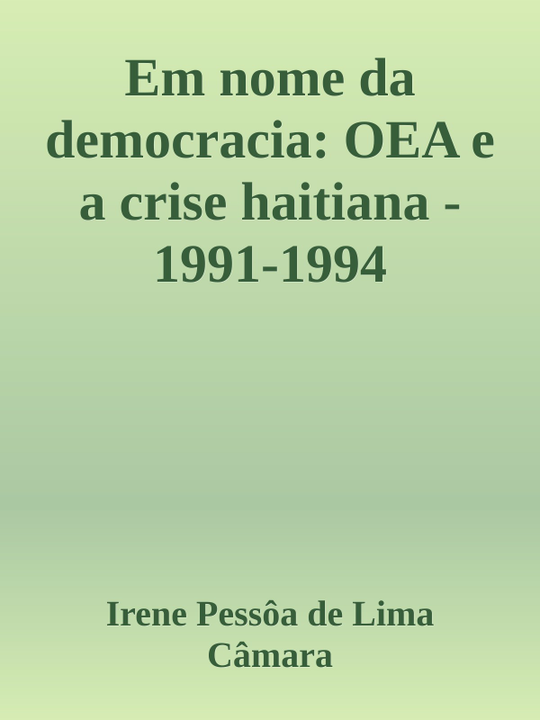 Em nome da
democracia: OEA e
a crise haitiana -
1991-1994
Irene Pessôa de Lima
Câmara